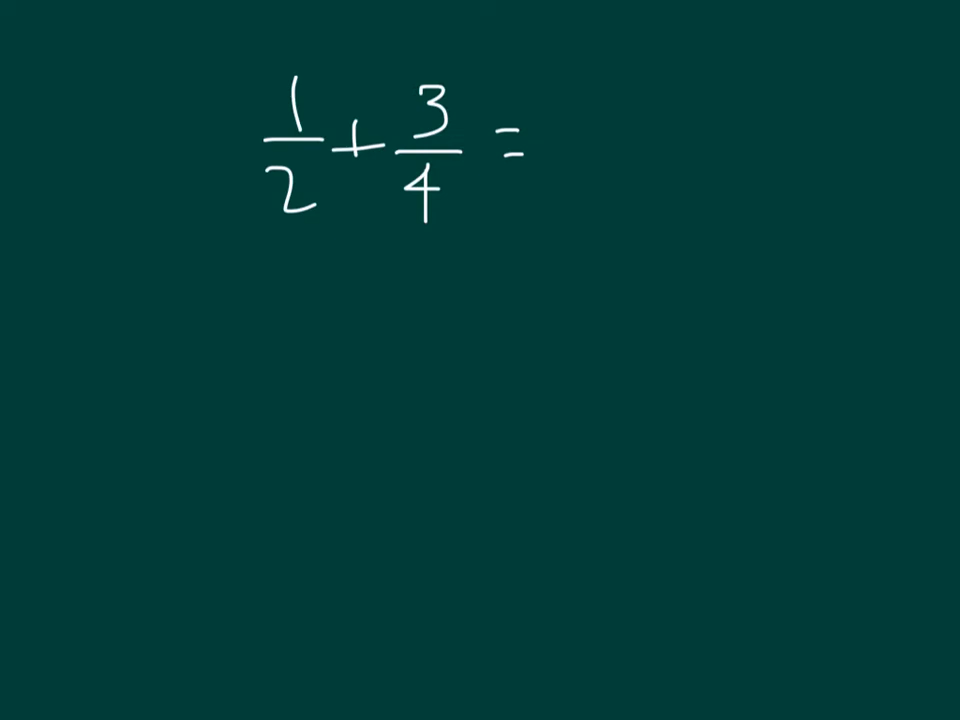 1/2 + 3/4 =